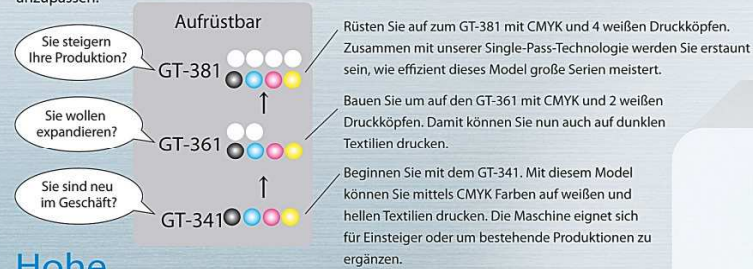 anzupassen.
Aufrüstbar
Sie steigern
Ihre Produktion?
GT-381
Rüsten Sie auf zum GT-381 mit CMYK und 4 weißen Druckköpfen.
Zusammen mit unserer Single-Pass-Technologie werden Sie erstaunt
sein, wie effizient dieses Model große Serien meistert.
Sie wollen
expandieren?
GT-361
Bauen Sie um auf den GT-361 mit CMYK und 2 weißen
Druckköpfen. Damit können Sie nun auch auf dunklen
Textilien drucken.
Sie sind neu
im Geschäft?
GT-341
Beginnen Sie mit dem GT-341. Mit diesem Model
können Sie mittels CMYK Farben auf weißen und
hellen Textilien drucken. Die Maschine eignet sich
für Einsteiger oder um bestehende Produktionen zu
ergänzen.
Hohe